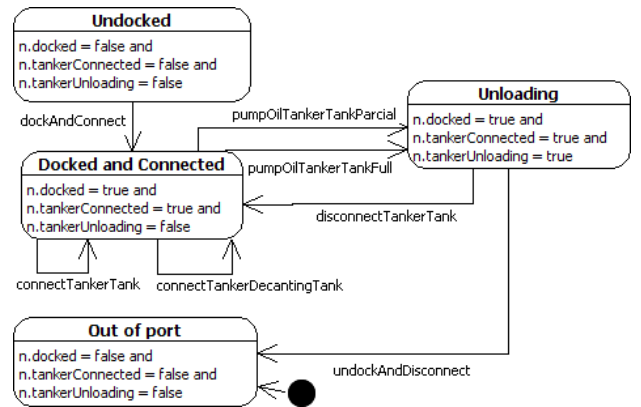 Undocked
n.docked = false and
n.tankerConnected = false and
n.tankerUnloading = false
dockAndConnect
pumpOilTankerTankParcial
Unloading
n.docked = true and
n.tankerConnected = true and
n.tankerUnloading = true
Docked and Connected
n.docked = true and
n.tankerConnected = true and
n.tankerUnloading = false
pumpOilTankerTankFull
disconnectTankerTank
connectTankerTank
connectTankerDecantingTank
Out of port
n.docked = false and
n.tankerConnected = false and
n.tankerUnloading = false
undockAndDisconnect